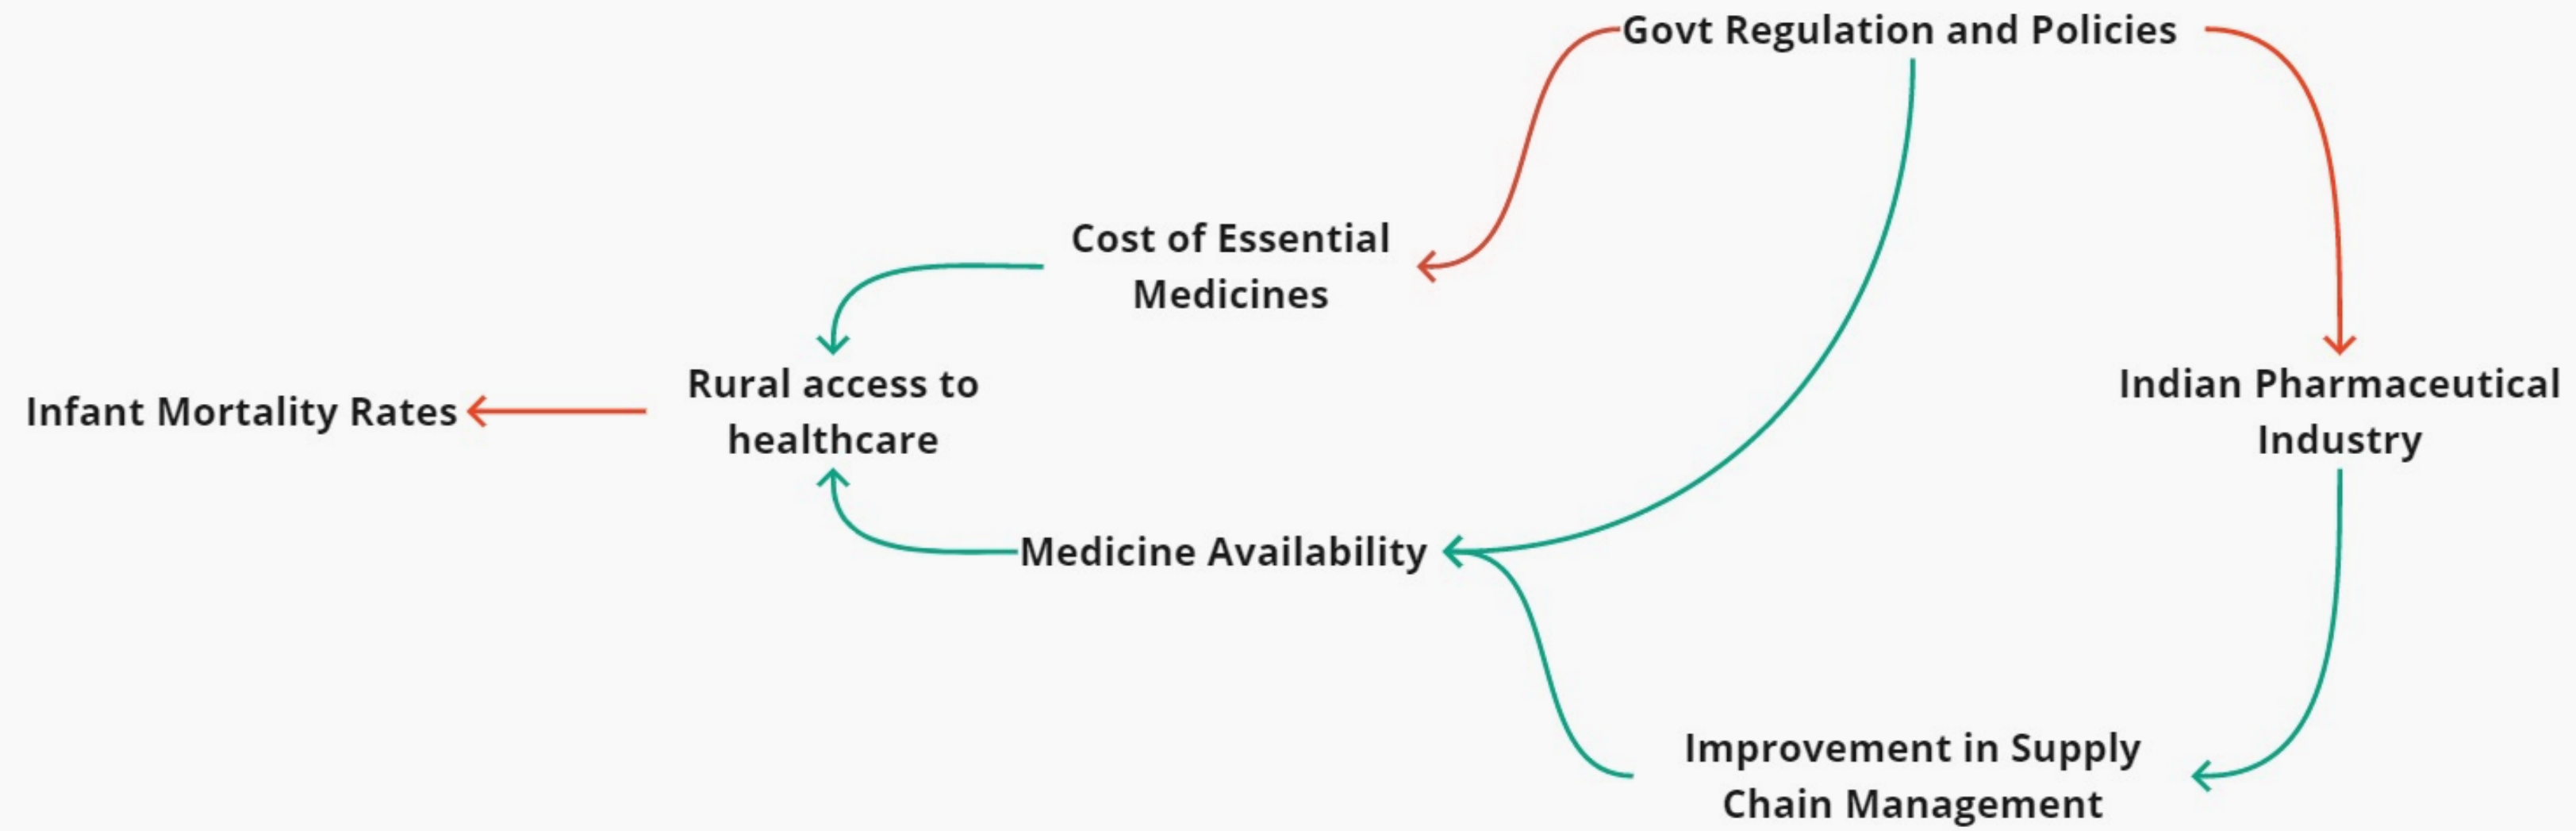 Govt Regulation and Policies
Cost of Essential
Medicines
Infant Mortality Rates
Rural access to
healthcare
Indian Pharmaceutical
Industry
Medicine Availability
Improvement in Supply
Chain Management